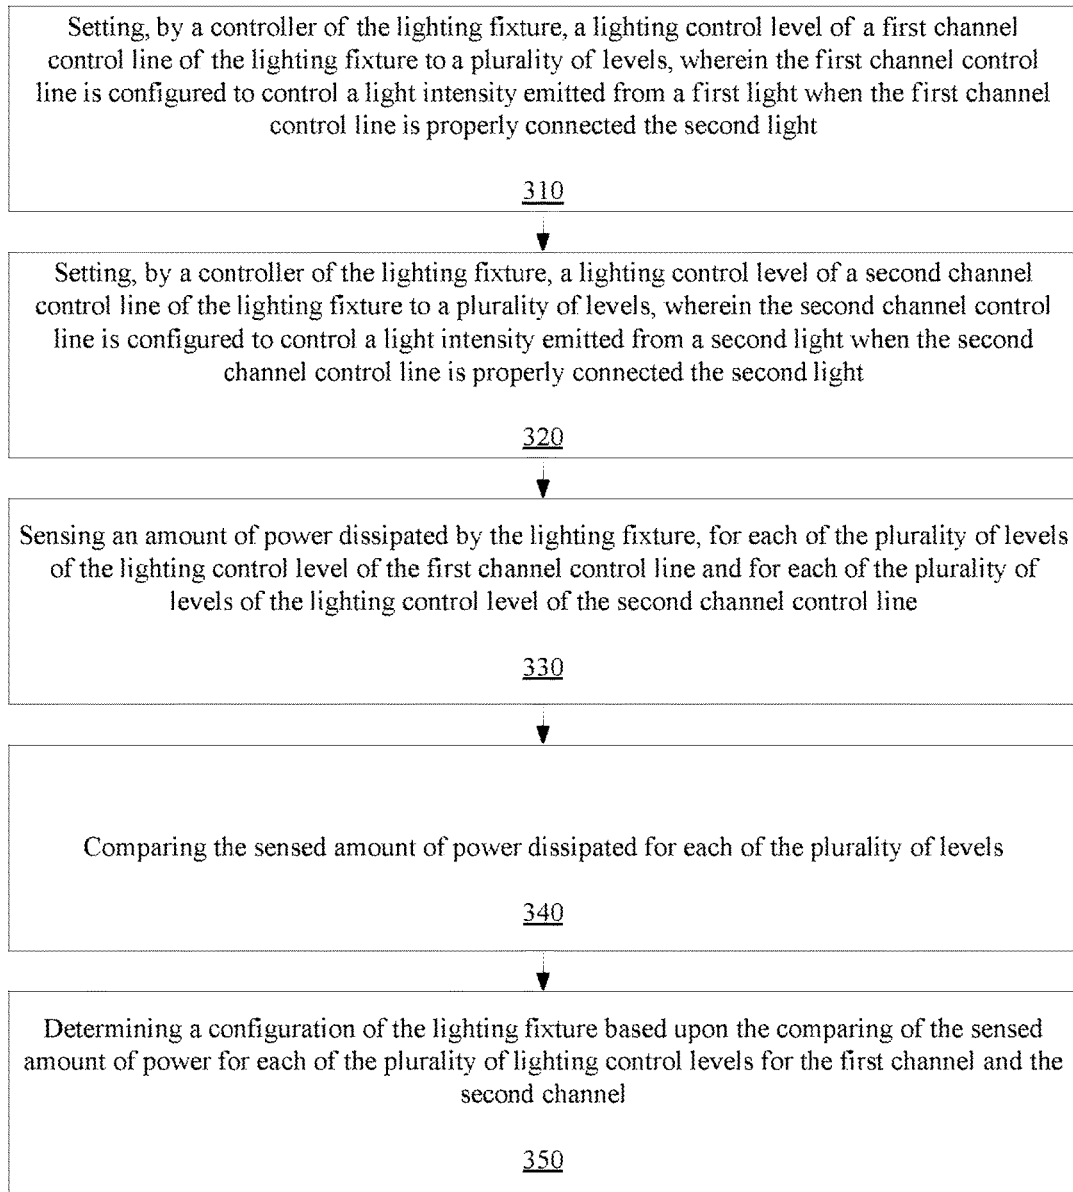 Setting, by a controller of the lighting fixture, a lighting control level of a first channel
control line of the lighting fixture to a plurality of levels, wherein the first channel control
line is configured to control a light intensity emitted from a first light when the first channel
control line is properly connected the second light
310
Setting, by a controller of the lighting fixture, a lighting control level of a second channel
control line of the lighting fixture to a plurality of levels, wherein the second channel control
line is configured to control a light intensity emitted from a second light when the second
channel control line is properly connected the second light
320
Sensing an amount of power dissipated by the lighting fixture, for each of the plurality of levels
of the lighting control level of the first channel control line and for each of the plurality of
levels of the lighting control level of the second channel control line
330
Comparing the sensed amount of power dissipated for each of the plurality of levels
340
Determining a configuration of the lighting fixture based upon the comparing of the sensed
amount of power for each of the plurality of lighting control levels for the first channel and the
second channel
350